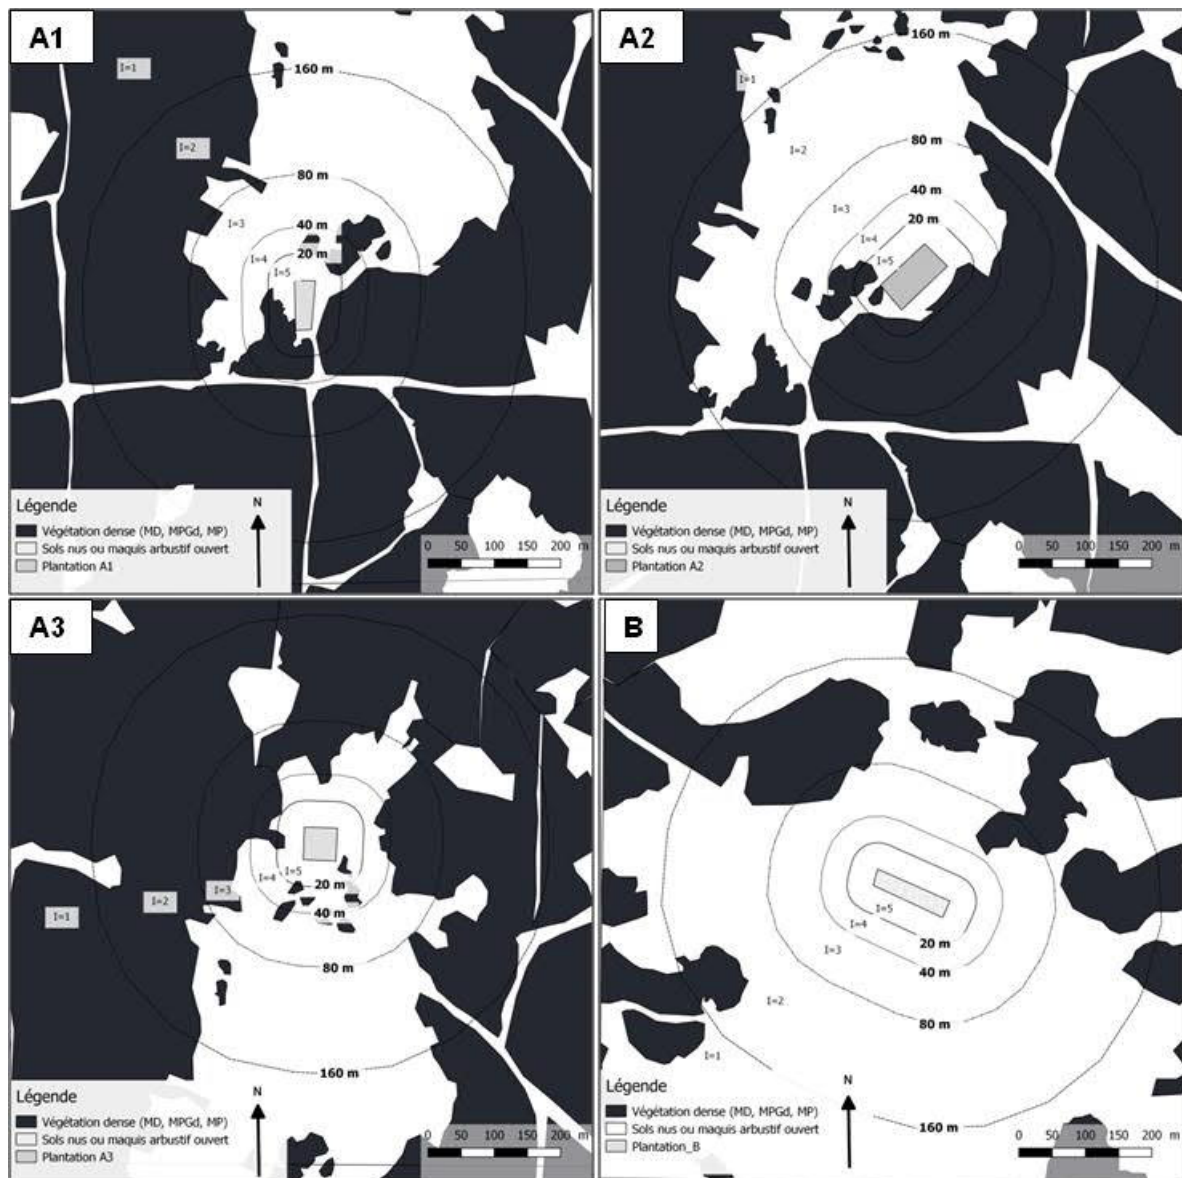 A1
I=1
160 m
I=2
80 m
I=3
40 m
20 m
I=4
I=5
Légende
Végétation dense (MD, MPGd, MP)
Sols nus ou maquis arbustif ouvert
Plantation A1
N
0 50 100 150 200 m
A2
160 m
I=1
80 m
I=2
40 m
I=3
20 m
I=4
I=5
Légende
Végétation dense (MD, MPGd, MP)
Sols nus ou maquis arbustif ouvert
Plantation A2
N
0 50 100 150 200 m
A3
I=5
I=4
20 m
I=3
I=2
40 m
I=1
80 m
160 m
Légende
Végétation dense (MD, MPGd, MP)
Sols nus ou maquis arbustif ouvert
Plantation A3
N
0 50 100 150 200 m
B
I=5
I=4
20 m
I=3
40 m
I=2
80 m
I=1
160 m
Légende
Végétation dense (MD, MPGd, MP)
Sols nus ou maquis arbustif ouvert
Plantation_B
N
0 50 100 150 200 m